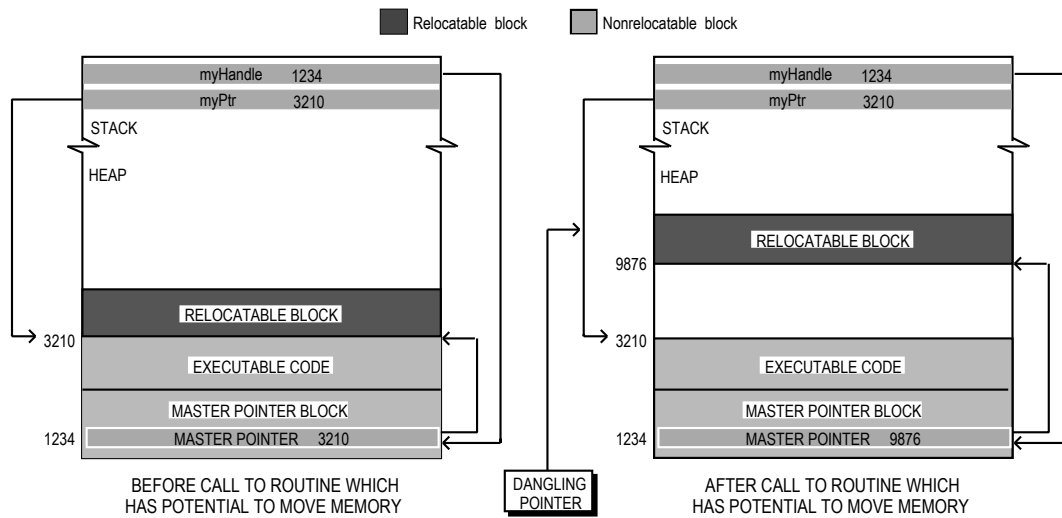 Relocatable block
Nonrelocatable block
myHandle 1234
myPtr 3210
STACK
HEAP
RELOCATABLE BLOCK
3210
EXECUTABLE CODE
MASTER POINTER BLOCK
1234
MASTER POINTER 3210
BEFORE CALL TO ROUTINE WHICH
HAS POTENTIAL TO MOVE MEMORY
DANGLING
POINTER
myHandle 1234
myPtr 3210
STACK
HEAP
RELOCATABLE BLOCK
9876
3210
EXECUTABLE CODE
MASTER POINTER BLOCK
1234
MASTER POINTER 9876
AFTER CALL TO ROUTINE WHICH
HAS POTENTIAL TO MOVE MEMORY